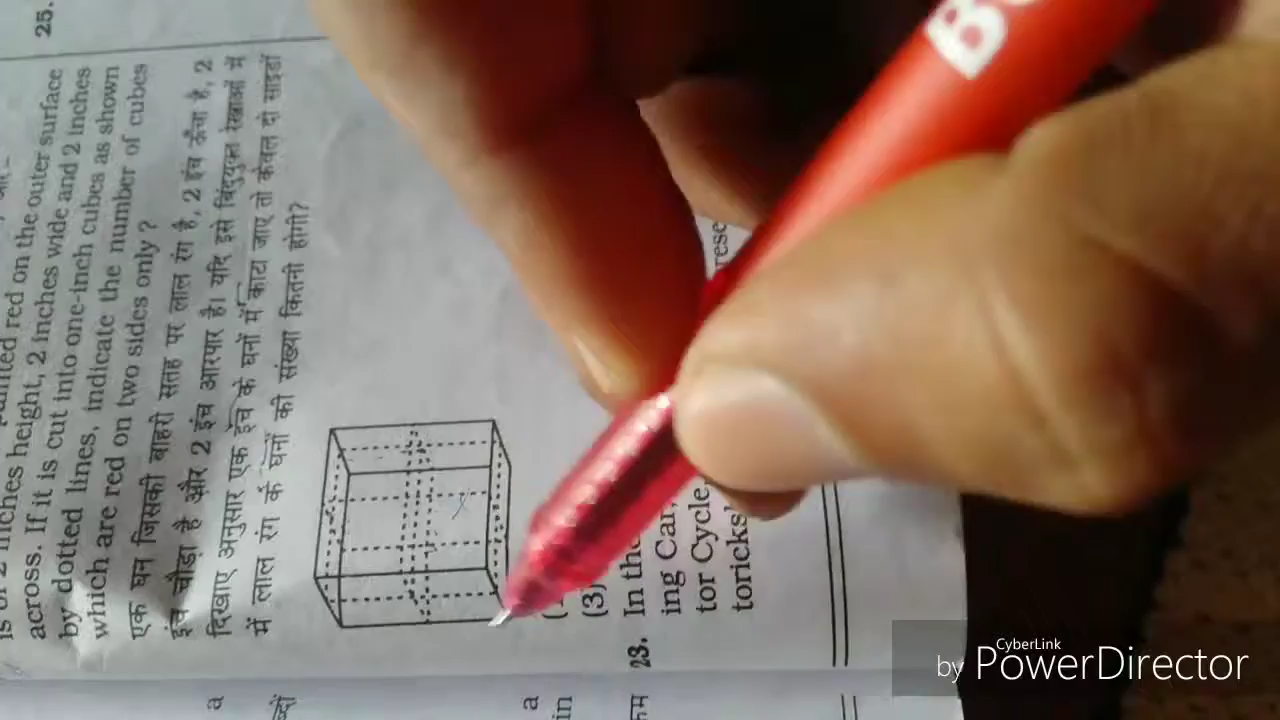 25.
is of 2 inches height, 2 inches wide and 2 inches
painted red on the outer surface
across. If it is cut into one-inch cubes as shown
by dotted lines, indicate the number of cubes
which are red on two sides only?
एक घन जिसकी बाहरी सतह पर लाल रंग है, 2 इंच ऊँचा है, 2
इंच चौड़ा है और 2 इंच आरपार है। यदि इसे बिंदुयुक्त रेखाओं में
दिखाए अनुसार एक इंच के घनों में काटा जाए तो केवल दो साइडों
में लाल रंग के घनों की संख्या कितनी होगी?
(3)
23. In the
rese
ing Car,
tor Cycle,
toricks
a
a
in
कम
B
CyberLink
by PowerDirector